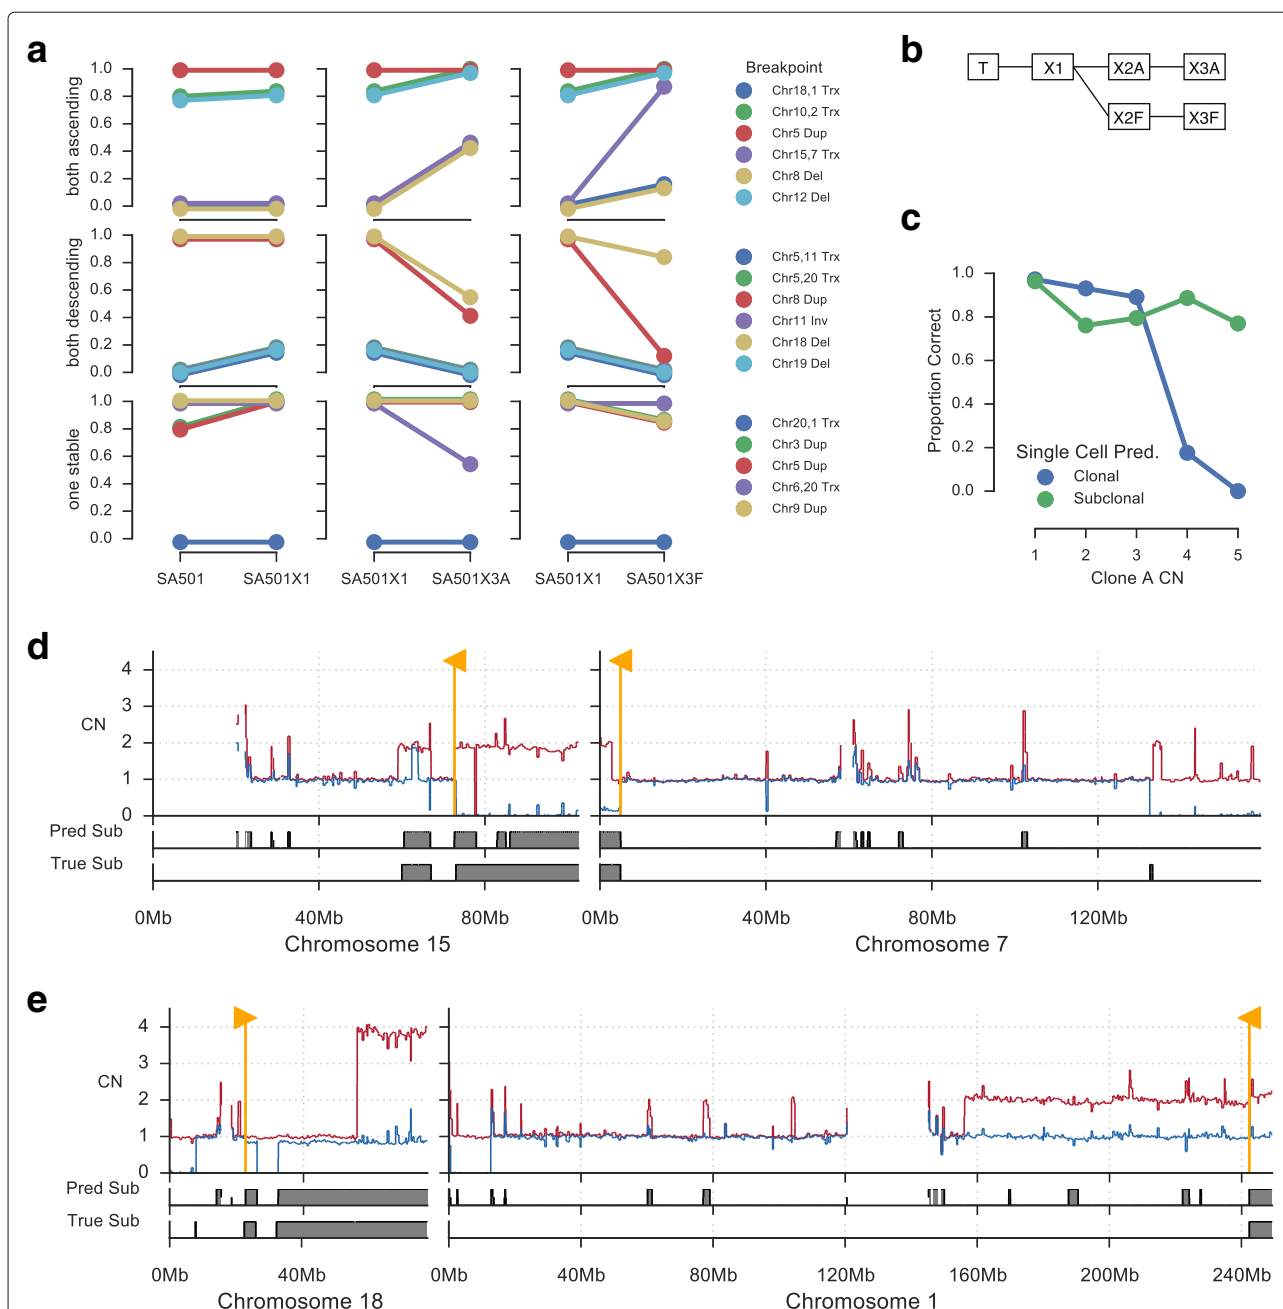 a
both ascending
1.0
0.8
0.6
0.4
0.2
0.0
Breakpoint
Chr18,1 Trx
Chr10,2 Trx
Chr5 Dup
Chr15,7 Trx
Chr8 Del
Chr12 Del
both descending
1.0
0.8
0.6
0.4
0.2
0.0
Chr5,11 Trx
Chr5,20 Trx
Chr8 Dup
Chr11 Inv
Chr18 Del
Chr19 Del
one stable
1.0
0.8
0.6
0.4
0.2
0.0
Chr20,1 Trx
Chr3 Dup
Chr5 Dup
Chr6,20 Trx
Chr9 Dup
SA501 SA501X1 SA501X1 SA501X3A SA501X1 SA501X3F
b
T X1 X2A X3A
X2F X3F
c
Proportion Correct
1.0
0.8
0.6
0.4
0.2
0.0
Single Cell Pred.
Clonal
Subclonal
1 2 3 4 5
Clone A CN
d
4
3
CN
2
1
0
Pred Sub
True Sub
0Mb 40Mb 80Mb 0Mb 40Mb 80Mb 120Mb
Chromosome 15 Chromosome 7
e
4
3
CN
2
1
0
Pred Sub
True Sub
0Mb 40Mb 0Mb 40Mb 80Mb 120Mb 160Mb 200Mb 240Mb
Chromosome 18 Chromosome 1